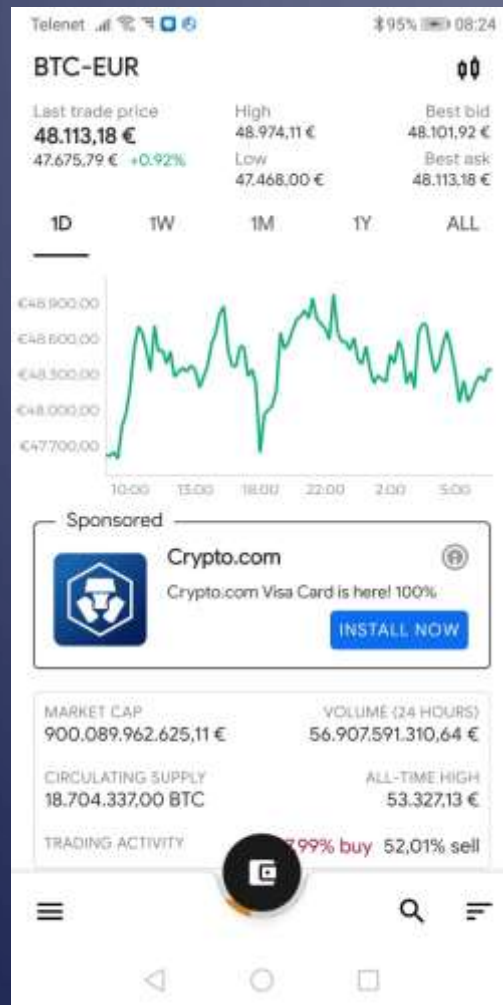 Telenet 95% 08:24
BTC-EUR
Last trade price High Best bid
48.113,18 € 48.974,11 € 48.101,92 €
47.675,79 € +0.92% Low Best ask
47.468,00 € 48.113,18 €
1D 1W 1M 1Y ALL
€48.900,00
€48.600,00
€48.300,00
€48.000,00
€47.700,00
10:00 13:00 18:00 22:00 2:00 5:00
Sponsored
Crypto.com
Crypto.com Visa Card is here! 100%
INSTALL NOW
MARKET CAP VOLUME (24 HOURS)
900.089.962.625,11 € 56.907.591.310,64 €
CIRCULATING SUPPLY ALL-TIME HIGH
18.704.337,00 BTC 53.327,13 €
TRADING ACTIVITY 7,99% buy 52,01% sell